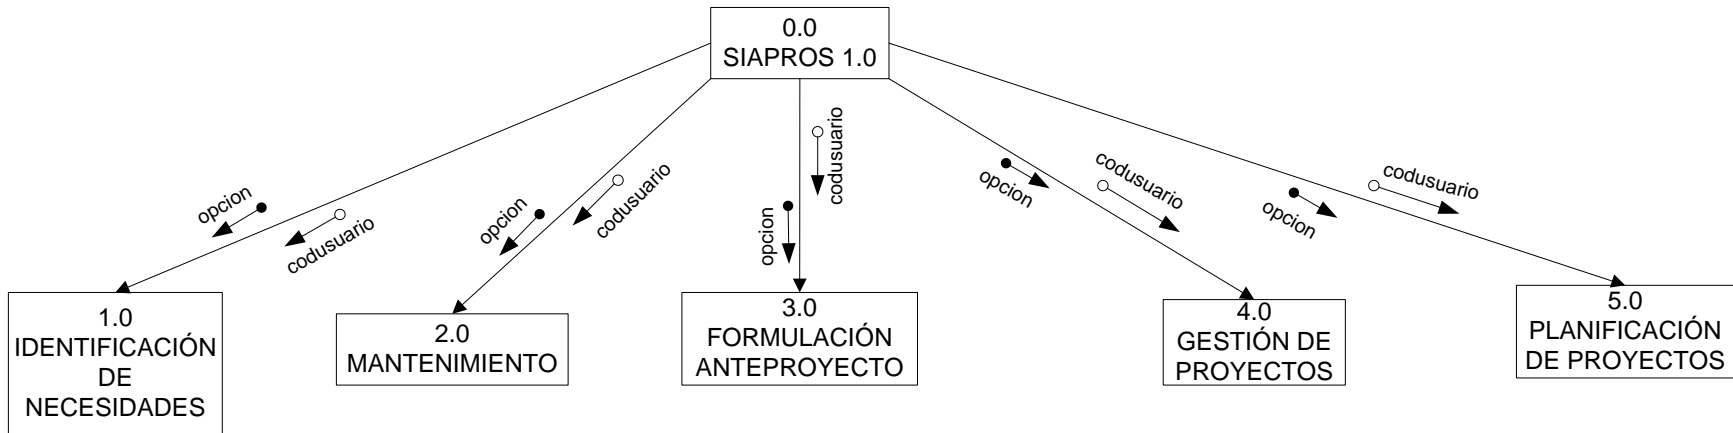 0.0
SIAPROS 1.0
opcion
codusuario
opcion
codusuario
opcion
codusuario
opcion
codusuario
opcion
codusuario
1.0
IDENTIFICACIÓN
DE
NECESIDADES
2.0
MANTENIMIENTO
3.0
FORMULACIÓN
ANTEPROYECTO
4.0
GESTIÓN DE
PROYECTOS
5.0
PLANIFICACIÓN
DE PROYECTOS